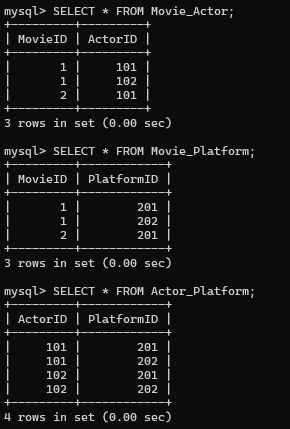 mysql> SELECT * FROM Movie_Actor;
+---------+---------+
| MovieID | ActorID |
+---------+---------+
|       1 |     101 |
|       1 |     102 |
|       2 |     101 |
+---------+---------+
3 rows in set (0.00 sec)

mysql> SELECT * FROM Movie_Platform;
+---------+------------+
| MovieID | PlatformID |
+---------+------------+
|       1 |        201 |
|       1 |        202 |
|       2 |        201 |
+---------+------------+
3 rows in set (0.00 sec)

mysql> SELECT * FROM Actor_Platform;
+---------+------------+
| ActorID | PlatformID |
+---------+------------+
|     101 |        201 |
|     101 |        202 |
|     102 |        201 |
|     102 |        202 |
+---------+------------+
4 rows in set (0.00 sec)